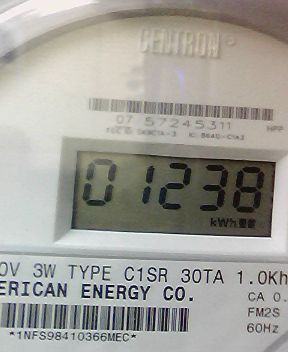 CENTRON
07 57245311
HPP
01238
kWh
0V 3W TYPE C1SR 30TA 1.0Kh
ERICAN ENERGY CO.
CA 0.
FM2S
60Hz
*1NFS98410366MEC*